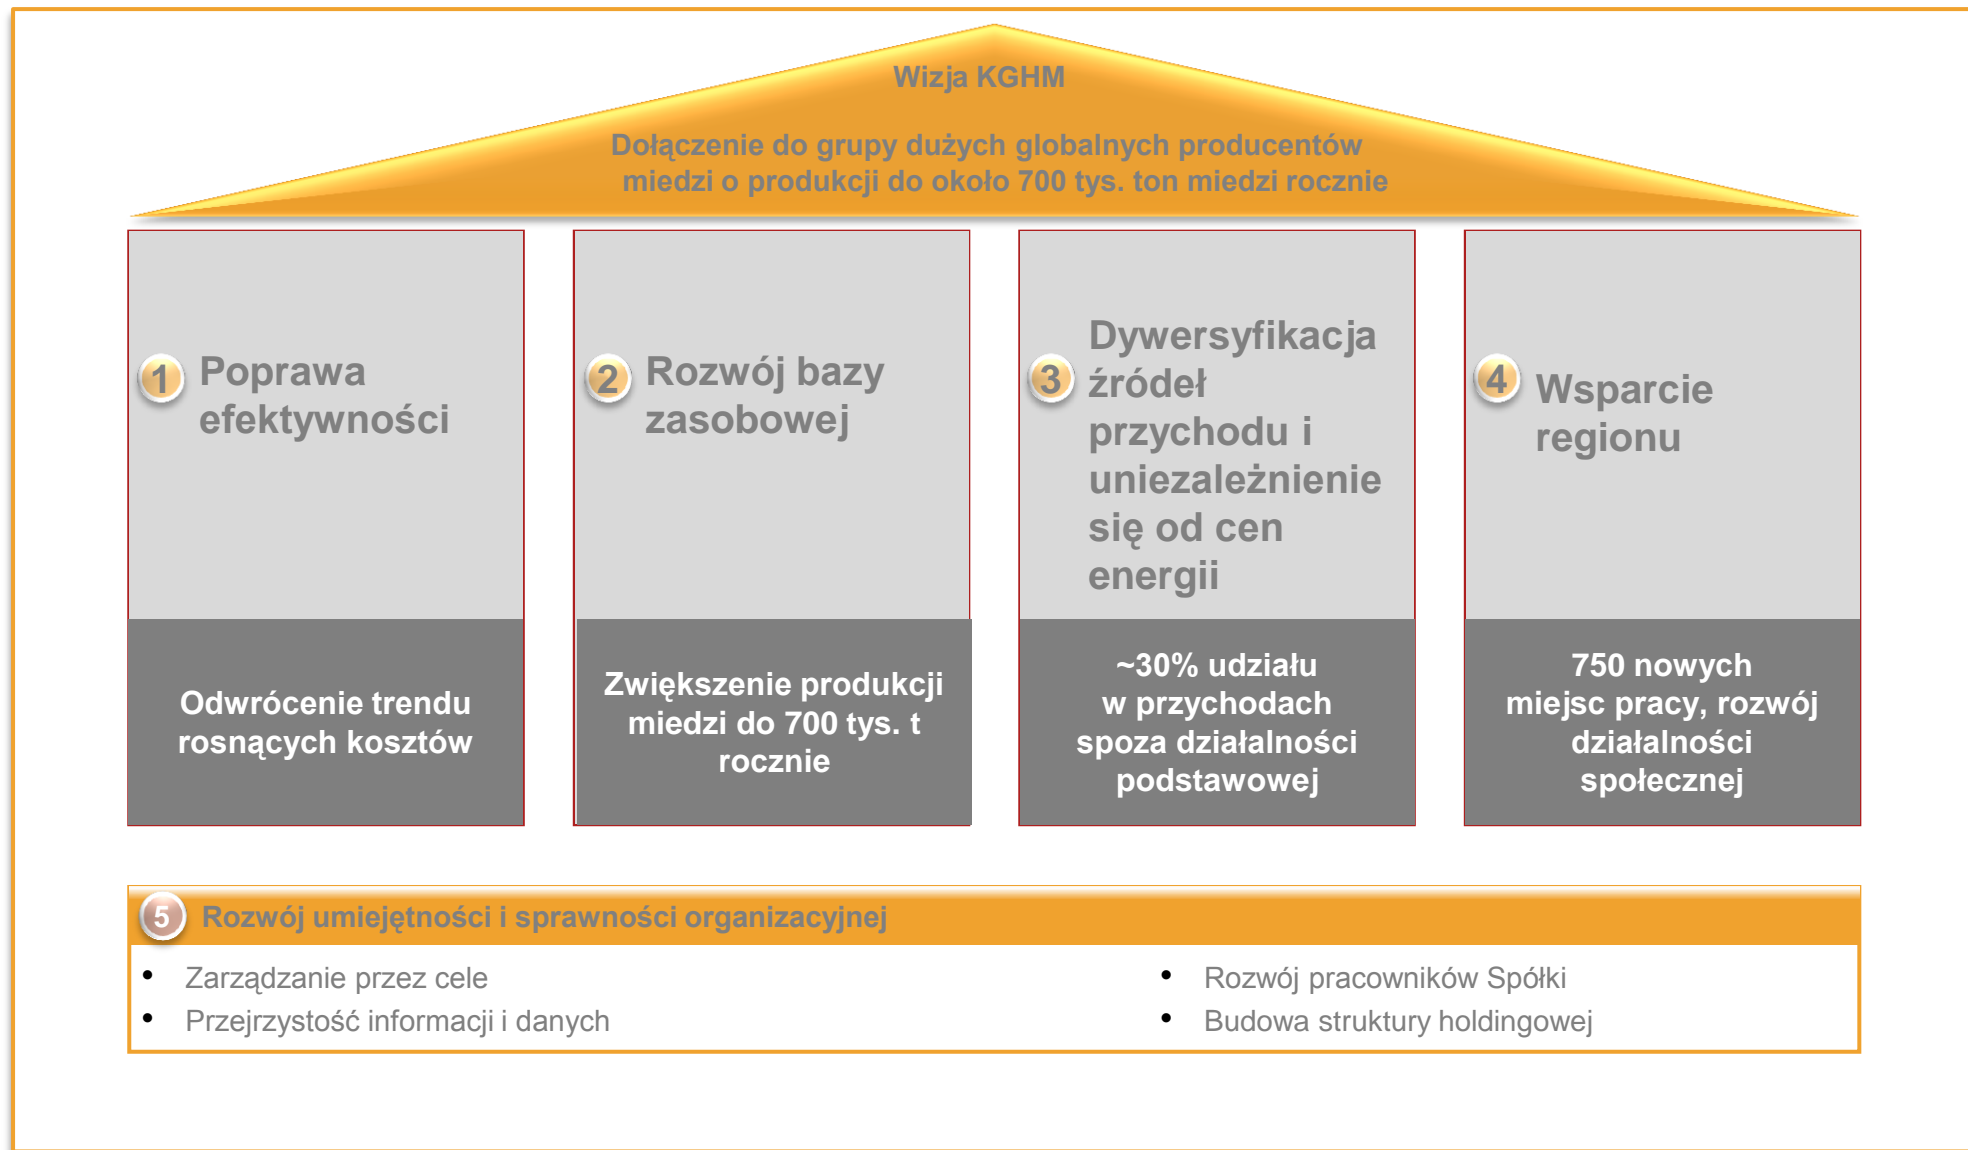 Wizja KGHM
Dołączenie do grupy dużych globalnych producentów
miedzi o produkcji do około 700 tys. ton miedzi rocznie
1
Poprawa
efektywności
Odwrócenie trendu
rosnących kosztów
2
Rozwój bazy
zasobowej
Zwiększenie produkcji
miedzi do 700 tys. t
rocznie
3
Dywersyfikacja
źródeł
przychodu i
uniezależnienie
się od cen
energii
~30% udziału
w przychodach
spoza działalności
podstawowej
4
Wsparcie
regionu
750 nowych
miejsc pracy, rozwój
działalności
społecznej
5 Rozwój umiejętności i sprawności organizacyjnej
• Zarządzanie przez cele
• Przejrzystość informacji i danych
• Rozwój pracowników Spółki
• Budowa struktury holdingowej